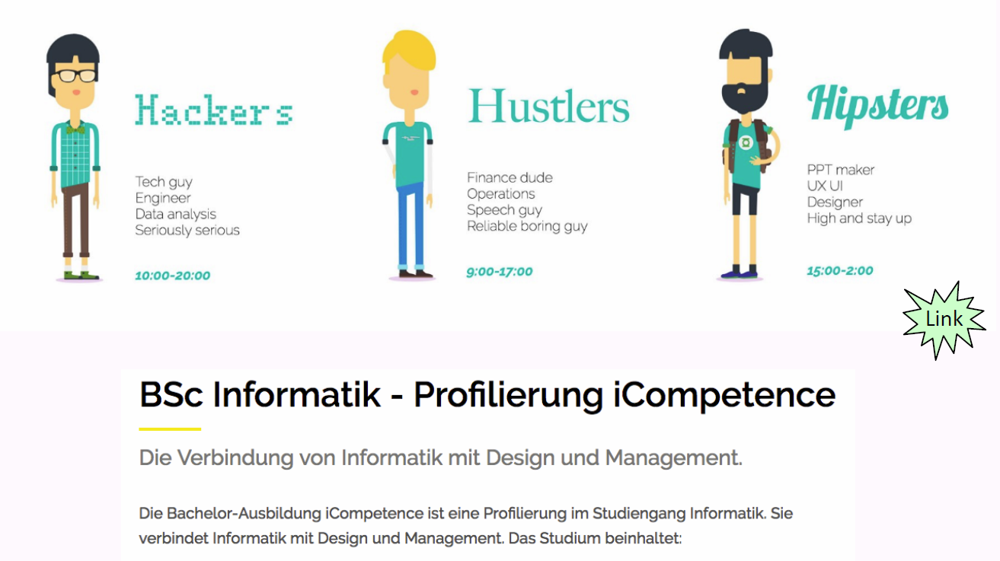 Hackers
Tech guy
Engineer
Data analysis
Seriously serious
10:00-20:00
Hustlers
Finance dude
Operations
Speech guy
Reliable boring guy
9:00-17:00
Hipsters
PPT maker
UX UI
Designer
High and stay up
15:00-2:00
Link
BSc Informatik - Profilierung iCompetence
Die Verbindung von Informatik mit Design und Management.
Die Bachelor-Ausbildung iCompetence ist eine Profilierung im Studiengang Informatik. Sie
verbindet Informatik mit Design und Management. Das Studium beinhaltet: